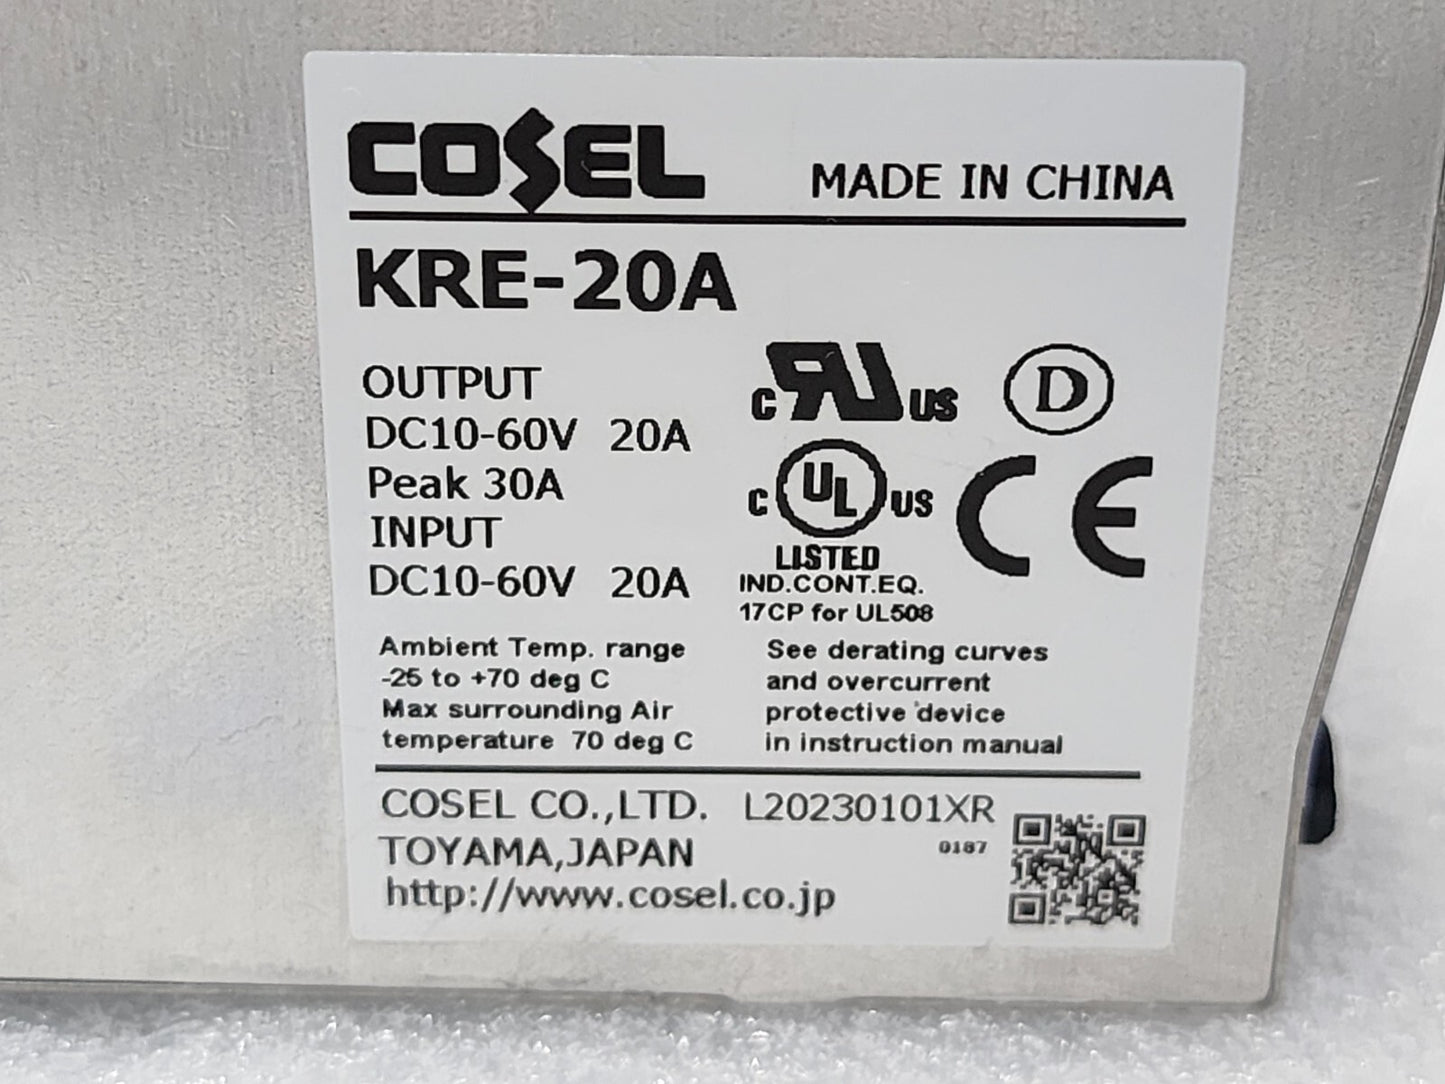 COSEL MADE IN CHINA
KRE-20A
OUTPUT
DC10-60V 20A
Peak 30A
INPUT
DC10-60V 20A
c RU US D
c UL US CE
LISTED
IND.CONT.EQ.
17CP for UL508
Ambient Temp. range
-25 to +70 deg C
Max surrounding Air
temperature 70 deg C
See derating curves
and overcurrent
protective device
in instruction manual
COSEL CO.,LTD. L20230101XR
TOYAMA,JAPAN 0187
http://www.cosel.co.jp